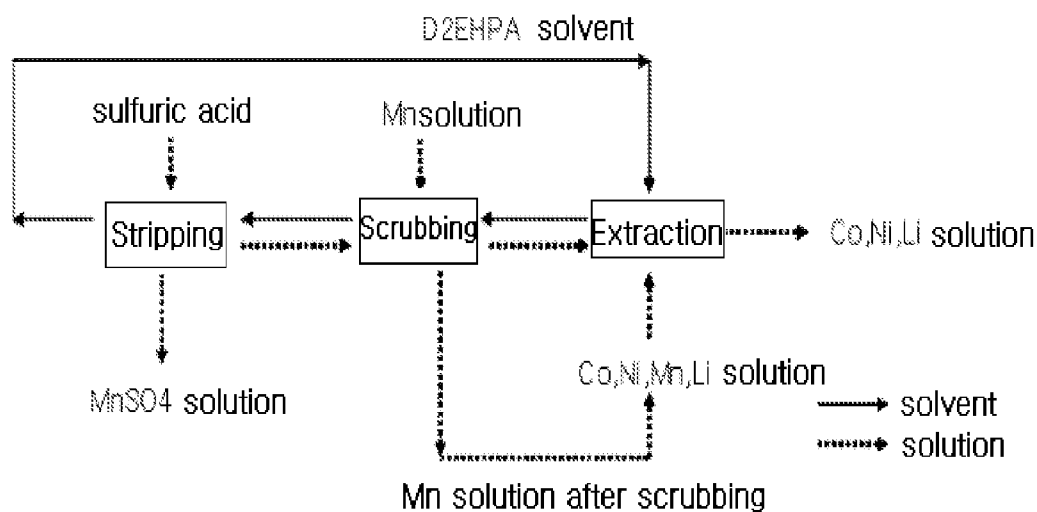 D2EHPA solvent
sulfuric acid
Mnsolution
Stripping
Scrubbing
Extraction
Co,Ni,Li solution
MnSO4 solution
Co,Ni,Mn,Li solution
solvent
solution
Mn solution after scrubbing